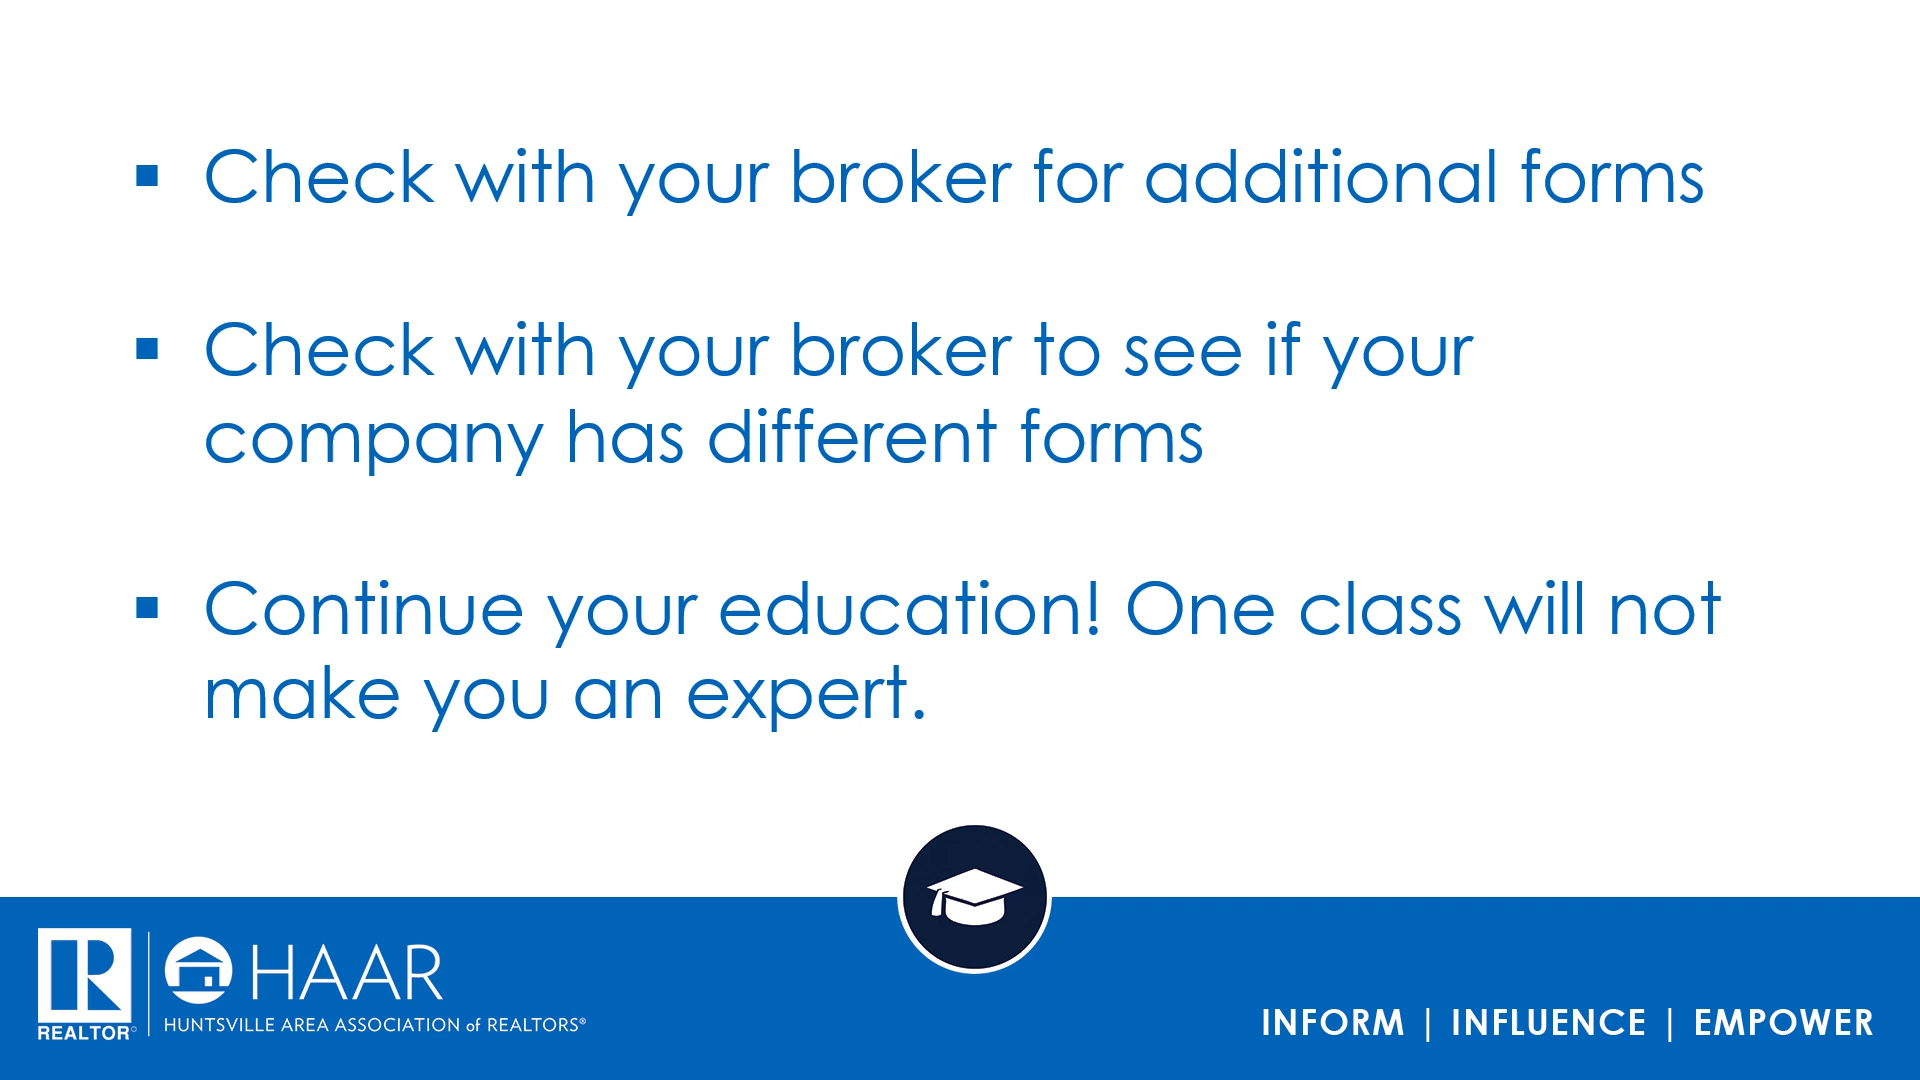 ▪ Check with your broker for additional forms
▪ Check with your broker to see if your
company has different forms
▪ Continue your education! One class will not
make you an expert.
REALTOR
HAAR
HUNTSVILLE AREA ASSOCIATION of REALTORS®
INFORM | INFLUENCE | EMPOWER